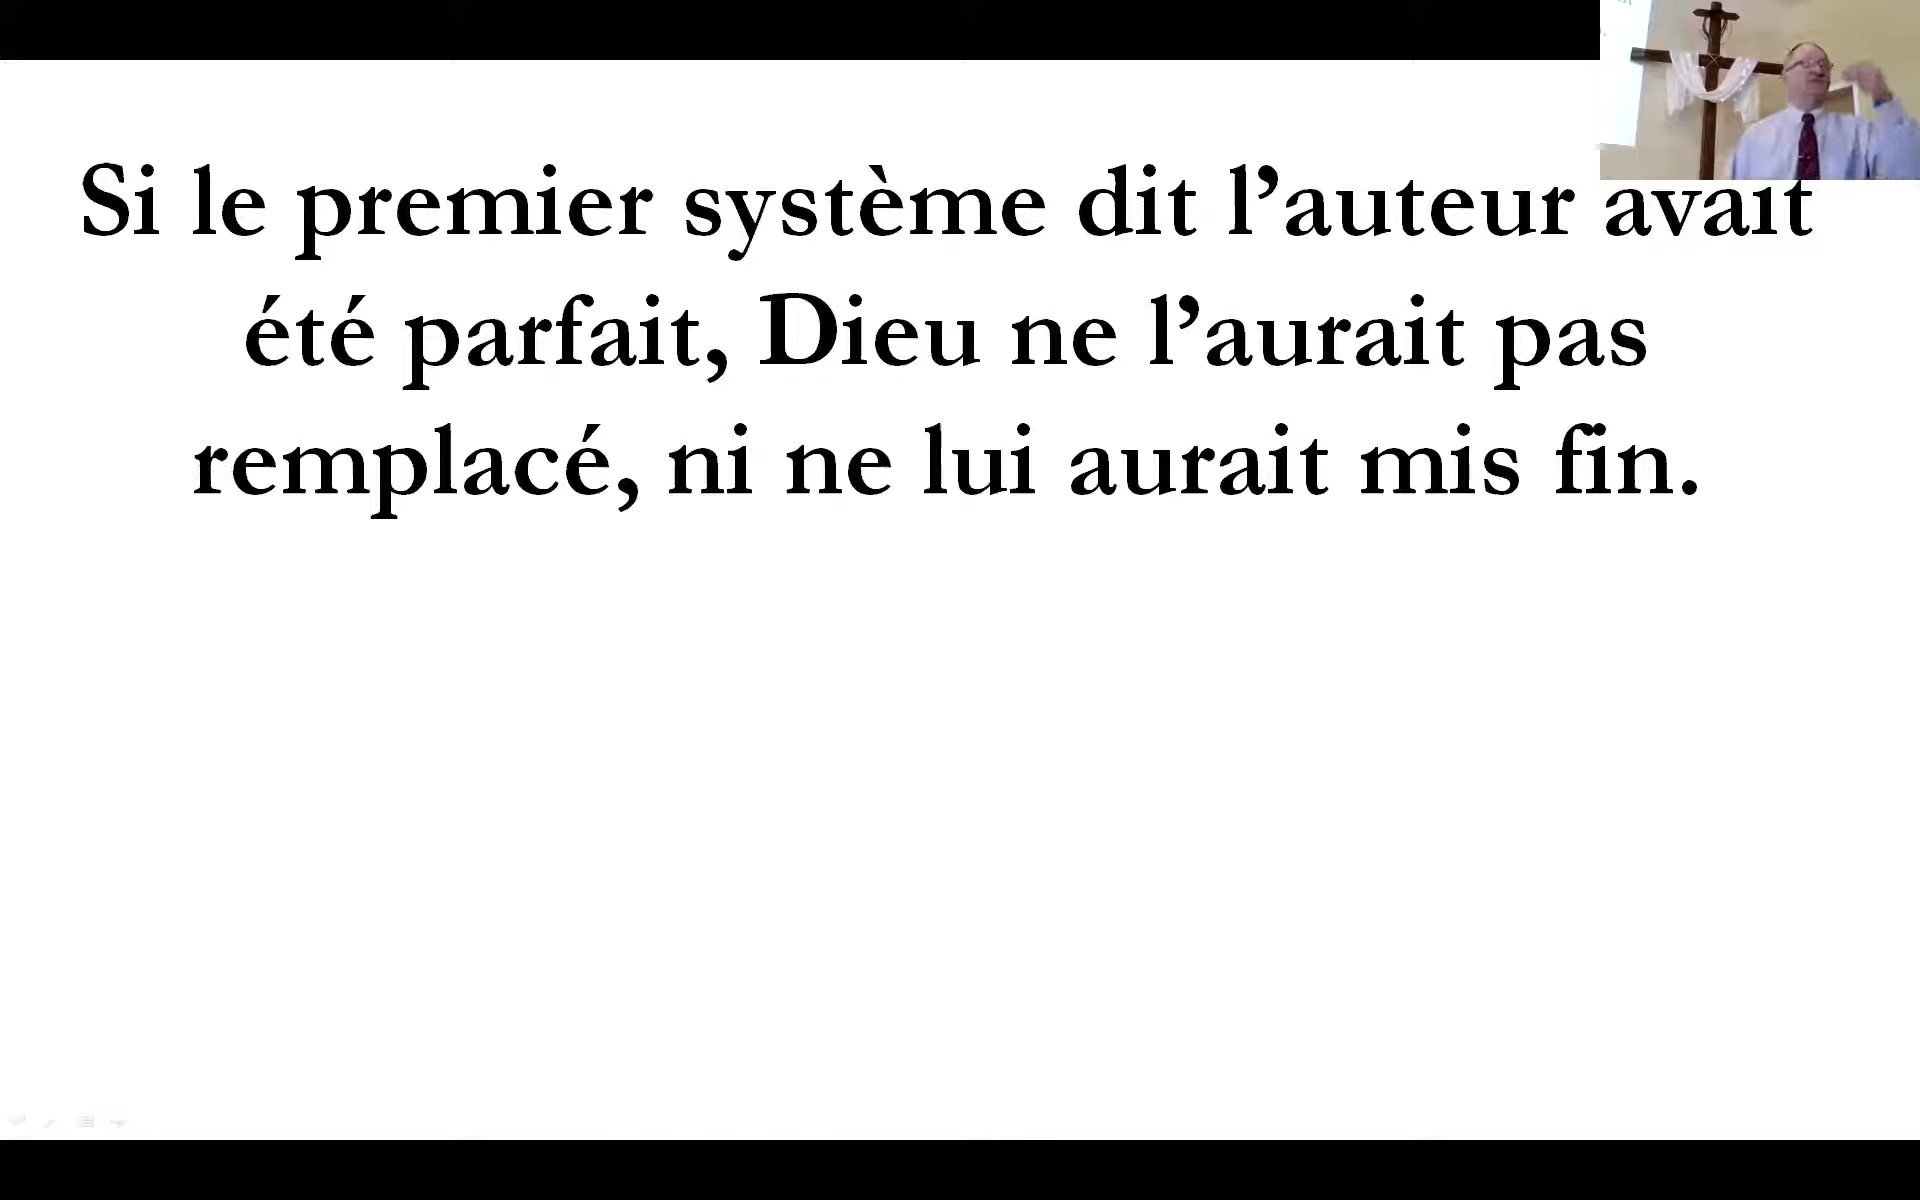 Si le premier système dit l’auteur avait
été parfait, Dieu ne l’aurait pas
remplacé, ni ne lui aurait mis fin.